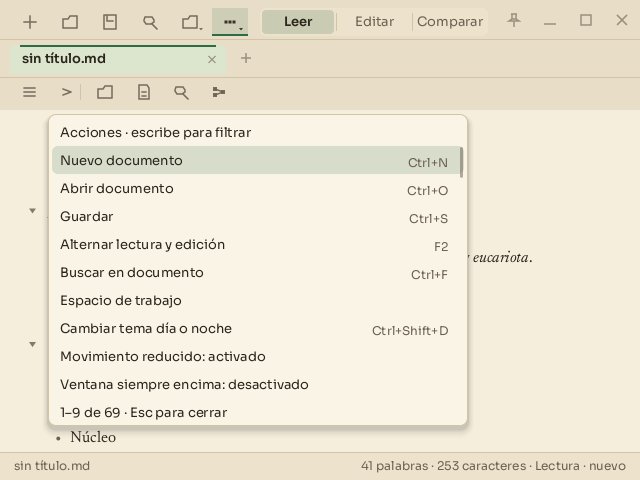 Leer Editar Comparar
sin título.md
Acciones · escribe para filtrar
Nuevo documento Ctrl+N
Abrir documento Ctrl+O
Guardar Ctrl+S
Alternar lectura y edición F2
Buscar en documento Ctrl+F
eucariota.
Espacio de trabajo
Cambiar tema día o noche Ctrl+Shift+D
Movimiento reducido: activado
Ventana siempre encima: desactivado
1–9 de 69 · Esc para cerrar
• Núcleo
sin título.md 41 palabras · 253 caracteres · Lectura · nuevo